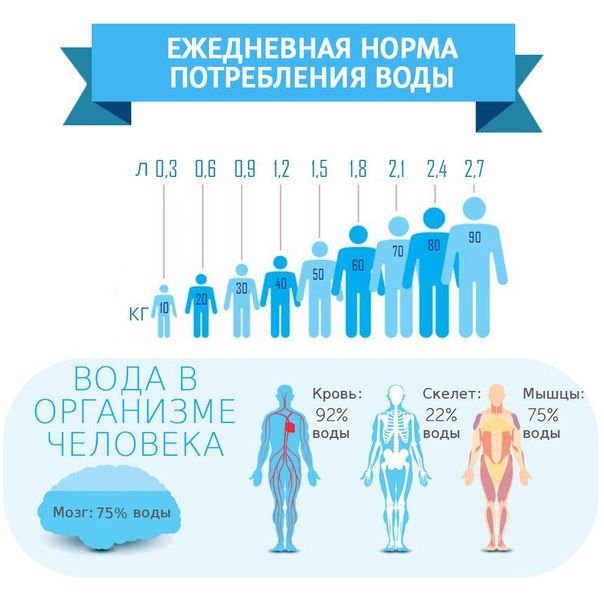 ЕЖЕДНЕВНАЯ НОРМА
ПОТРЕБЛЕНИЯ ВОДЫ
Л 0,3 0,6 0,9 1,2 1,5 1,8 2,1 2,4 2,7
КГ 10 20 30 40 50 60 70 80 90
ВОДА В
ОРГАНИЗМЕ
ЧЕЛОВЕКА
Мозг: 75% воды
Кровь:
92%
воды
Скелет:
22%
воды
Мышцы:
75%
воды